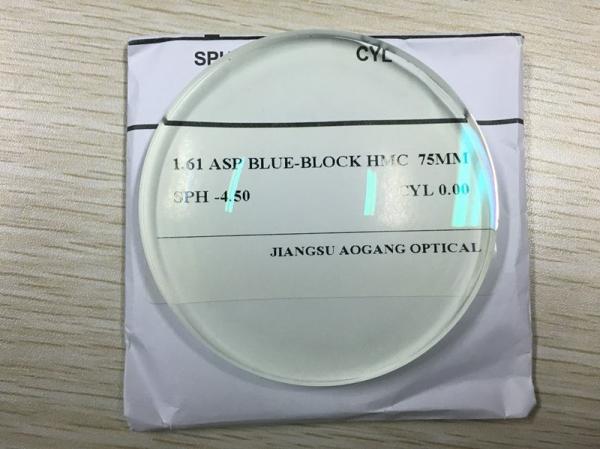 SPH CYL
1.61 ASP BLUE-BLOCK HMC 75MM
SPH -4.50 CYL 0.00
JIANGSU AOGANG OPTICAL